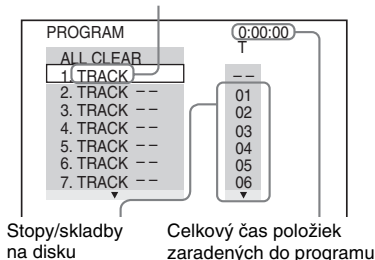 PROGRAM 0:00:00
T
ALL CLEAR
1. TRACK – –
2. TRACK – – 01
3. TRACK – – 02
4. TRACK – – 03
5. TRACK – – 04
6. TRACK – – 05
7. TRACK – – 06
Stopy/skladby na disku
Celkový čas položiek zaradených do programu